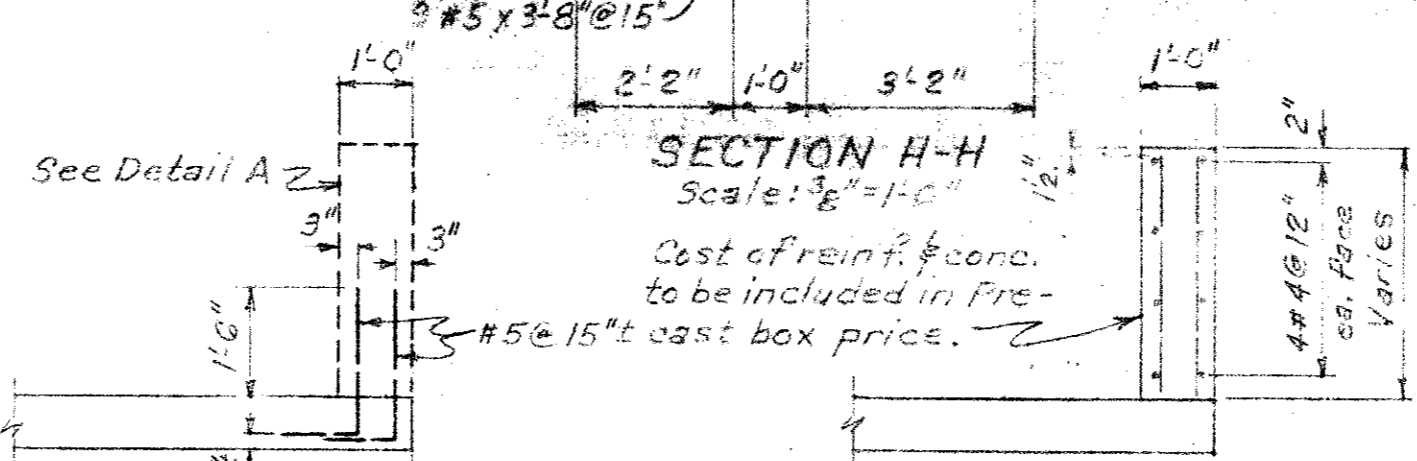 #5 x 3'-8" @ 15"
1'-0"
2'-2"
1'-0"
3'-2"
1'-0"
SECTION H-H
Scale: 3/8" = 1'-0"
See Detail A
3"
3"
1'-6"
#5 @ 15"±
Cost of reinf. & conc.
to be included in Pre-
cast box price.
2"
4-#4 @ 12"
ea. Face
Varies